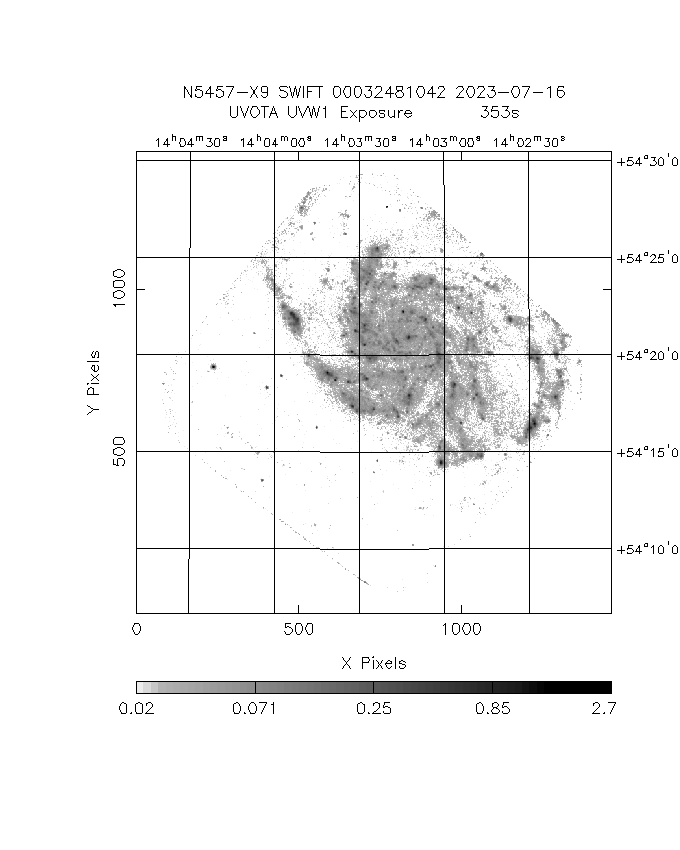 N5457-X9 SWIFT 00032481042 2023-07-16
UVOTA UVW1 Exposure 353s
14ʰ04ᵐ30ˢ 14ʰ04ᵐ00ˢ 14ʰ03ᵐ30ˢ 14ʰ03ᵐ00ˢ 14ʰ02ᵐ30ˢ
+54°30'0
+54°25'0
1000
+54°20'0
Y Pixels
500
+54°15'0
+54°10'0
0 500 1000
X Pixels
0.02 0.071 0.25 0.85 2.7